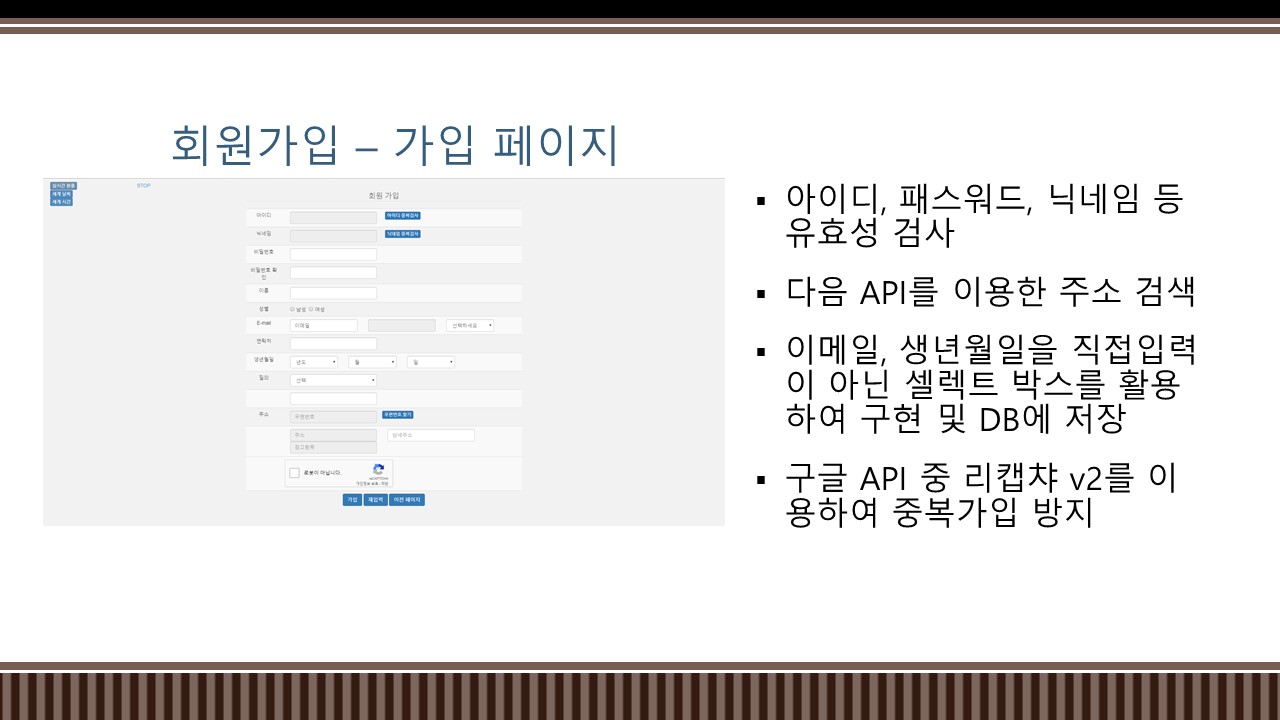 회원가입 – 가입 페이지
STOP
세계 날씨
세계 시간
회원 가입
아이디
아이디 중복검사
닉네임
닉네임 중복검사
비밀번호
비밀번호 확
인
이름
성별
남성 여성
E-mail
이메일
선택하세요
연락처
생년월일
년도
월
일
질의
선택
주소
우편번호
우편번호 찾기
주소
상세주소
참고항목
로봇이 아닙니다.
reCAPTCHA
개인정보 보호 - 약관
가입
재입력
이전 페이지
▪ 아이디, 패스워드, 닉네임 등
유효성 검사
▪ 다음 API를 이용한 주소 검색
▪ 이메일, 생년월일을 직접입력
이 아닌 셀렉트 박스를 활용
하여 구현 및 DB에 저장
▪ 구글 API 중 리캡챠 v2를 이
용하여 중복가입 방지